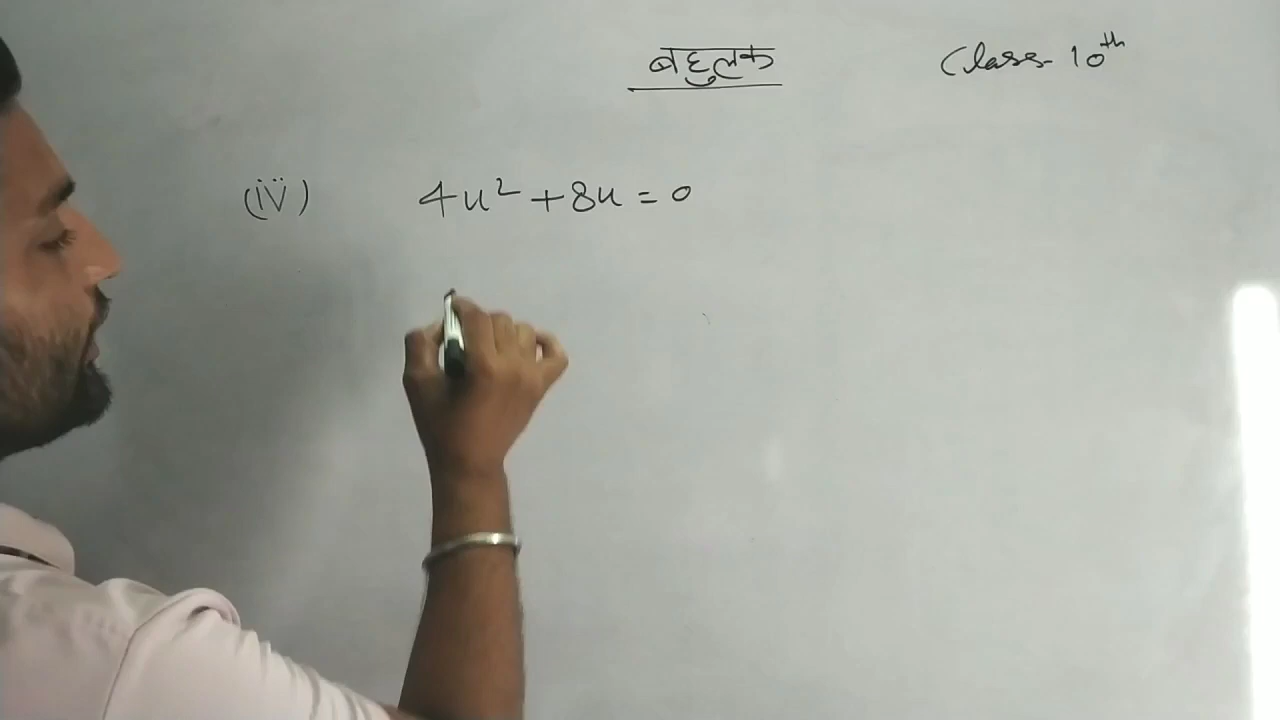 बहुलक
Class- 10th
(iv) 4u² + 8u = 0